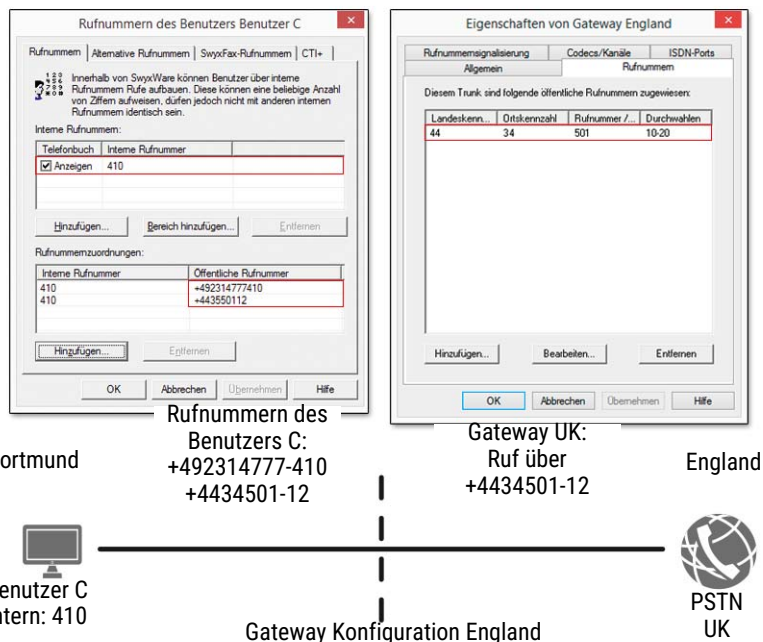 Rufnummern des Benutzers Benutzer C
Rufnummern Alternative Rufnummern SwyxFax-Rufnummern CTI+
Innerhalb von SwyxWare können Benutzer über interne
Rufnummern Rufe aufbauen. Diese können eine beliebige Anzahl
von Ziffern aufweisen, dürfen jedoch nicht mit anderen internen
Rufnummern identisch sein.
Interne Rufnummern:
Telefonbuch Interne Rufnummer
Anzeigen 410
Hinzufügen... Bereich hinzufügen... Entfernen
Rufnummernzuordnungen:
Interne Rufnummer Öffentliche Rufnummer
410 +492314777410
410 +443550112
Hinzufügen... Entfernen
OK Abbrechen Übernehmen Hilfe
Eigenschaften von Gateway England
Rufnummernsignalisierung Codecs/Kanäle ISDN-Ports
Allgemein Rufnummern
Diesem Trunk sind folgende öffentliche Rufnummern zugewiesen:
Landeskenn... Ortskennzahl Rufnummer /... Durchwahlen
44 34 501 10-20
Hinzufügen... Bearbeiten... Entfernen
OK Abbrechen Übernehmen Hilfe
ortmund
Rufnummern des
Benutzers C:
+492314777-410
+4434501-12
Gateway UK:
Ruf über
+4434501-12
England
enutzer C
ntern: 410
PSTN
UK
Gateway Konfiguration England